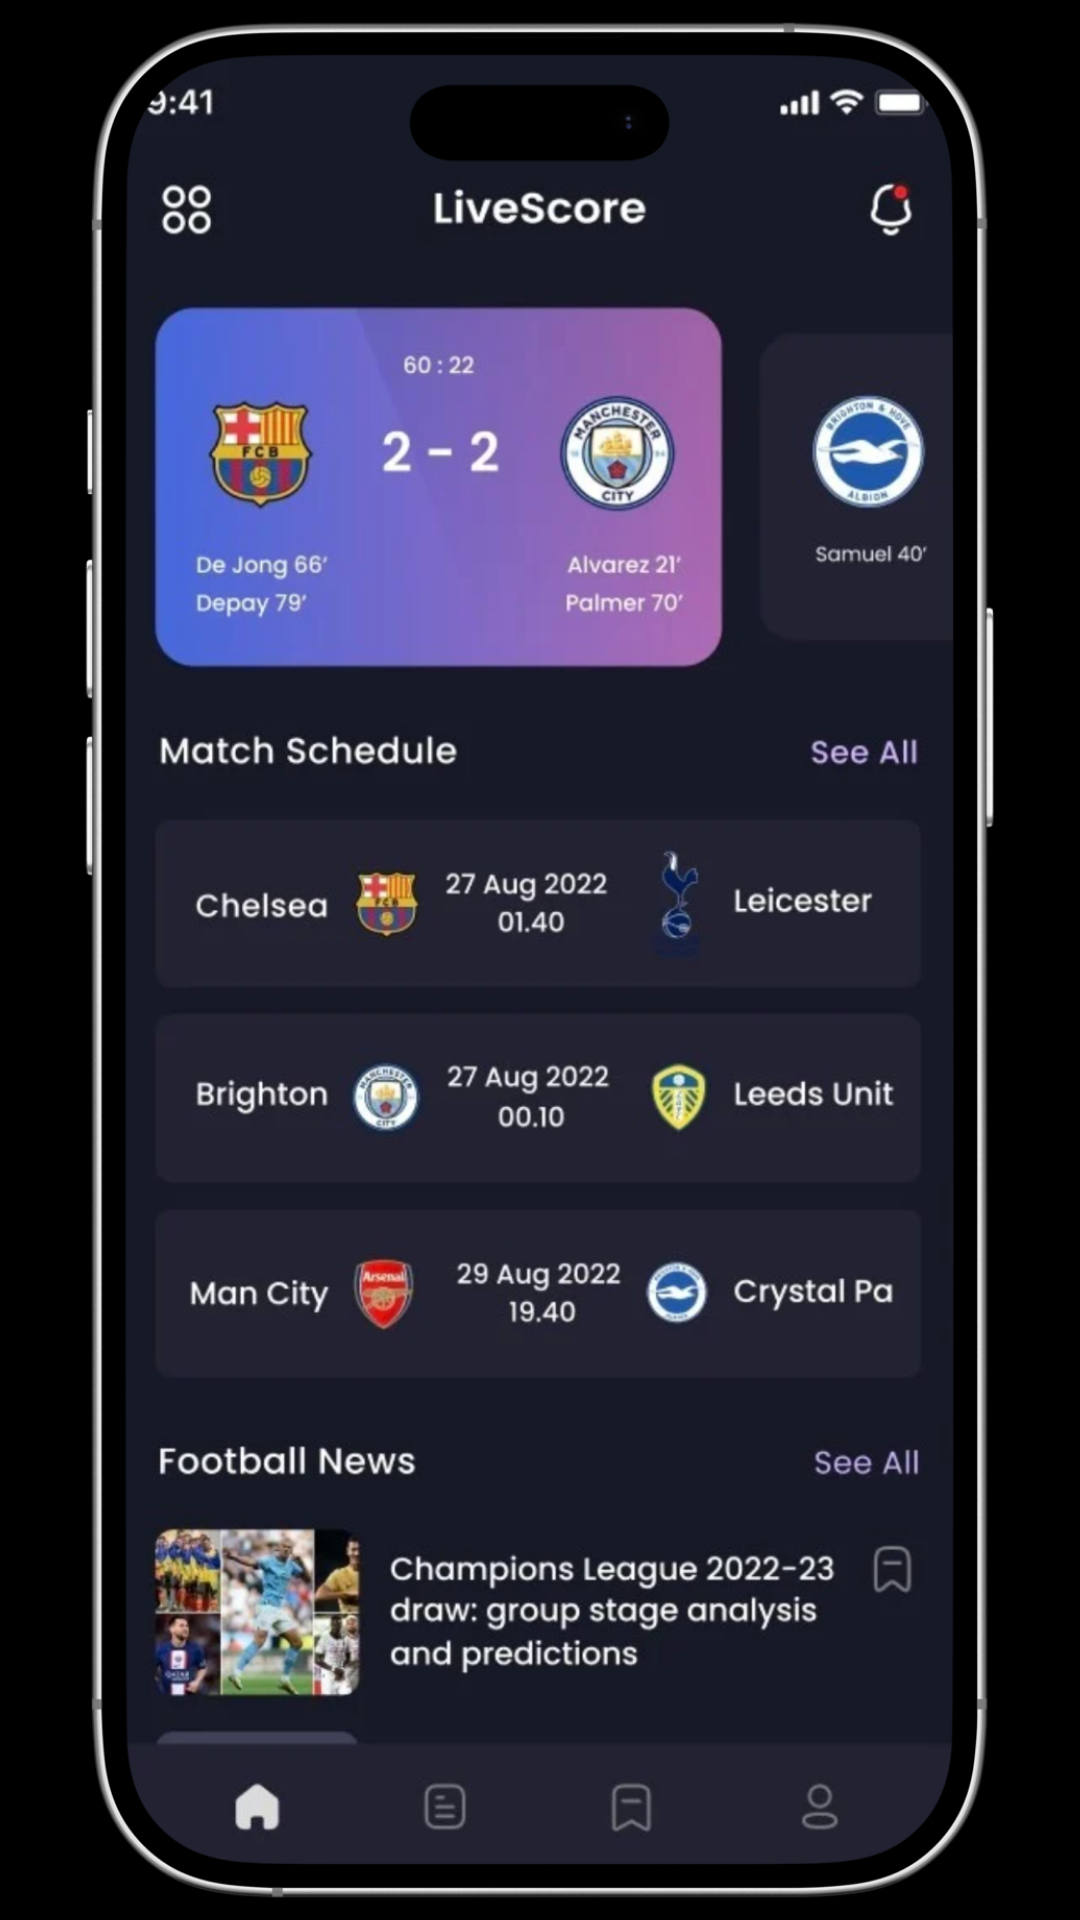 9:41
LiveScore
60 : 22
FCB
2 - 2
MANCHESTER
CITY
BRIGHTON & HOVE
ALBION
De Jong 66'
Depay 79'
Alvarez 21'
Palmer 70'
Samuel 40'
Match Schedule
See All
Chelsea
FCB
27 Aug 2022
01.40
Leicester
Brighton
MANCHESTER
CITY
27 Aug 2022
00.10
Leeds Unit
Man City
Arsenal
29 Aug 2022
19.40
Crystal Pa
Football News
See All
Champions League 2022-23
draw: group stage analysis
and predictions